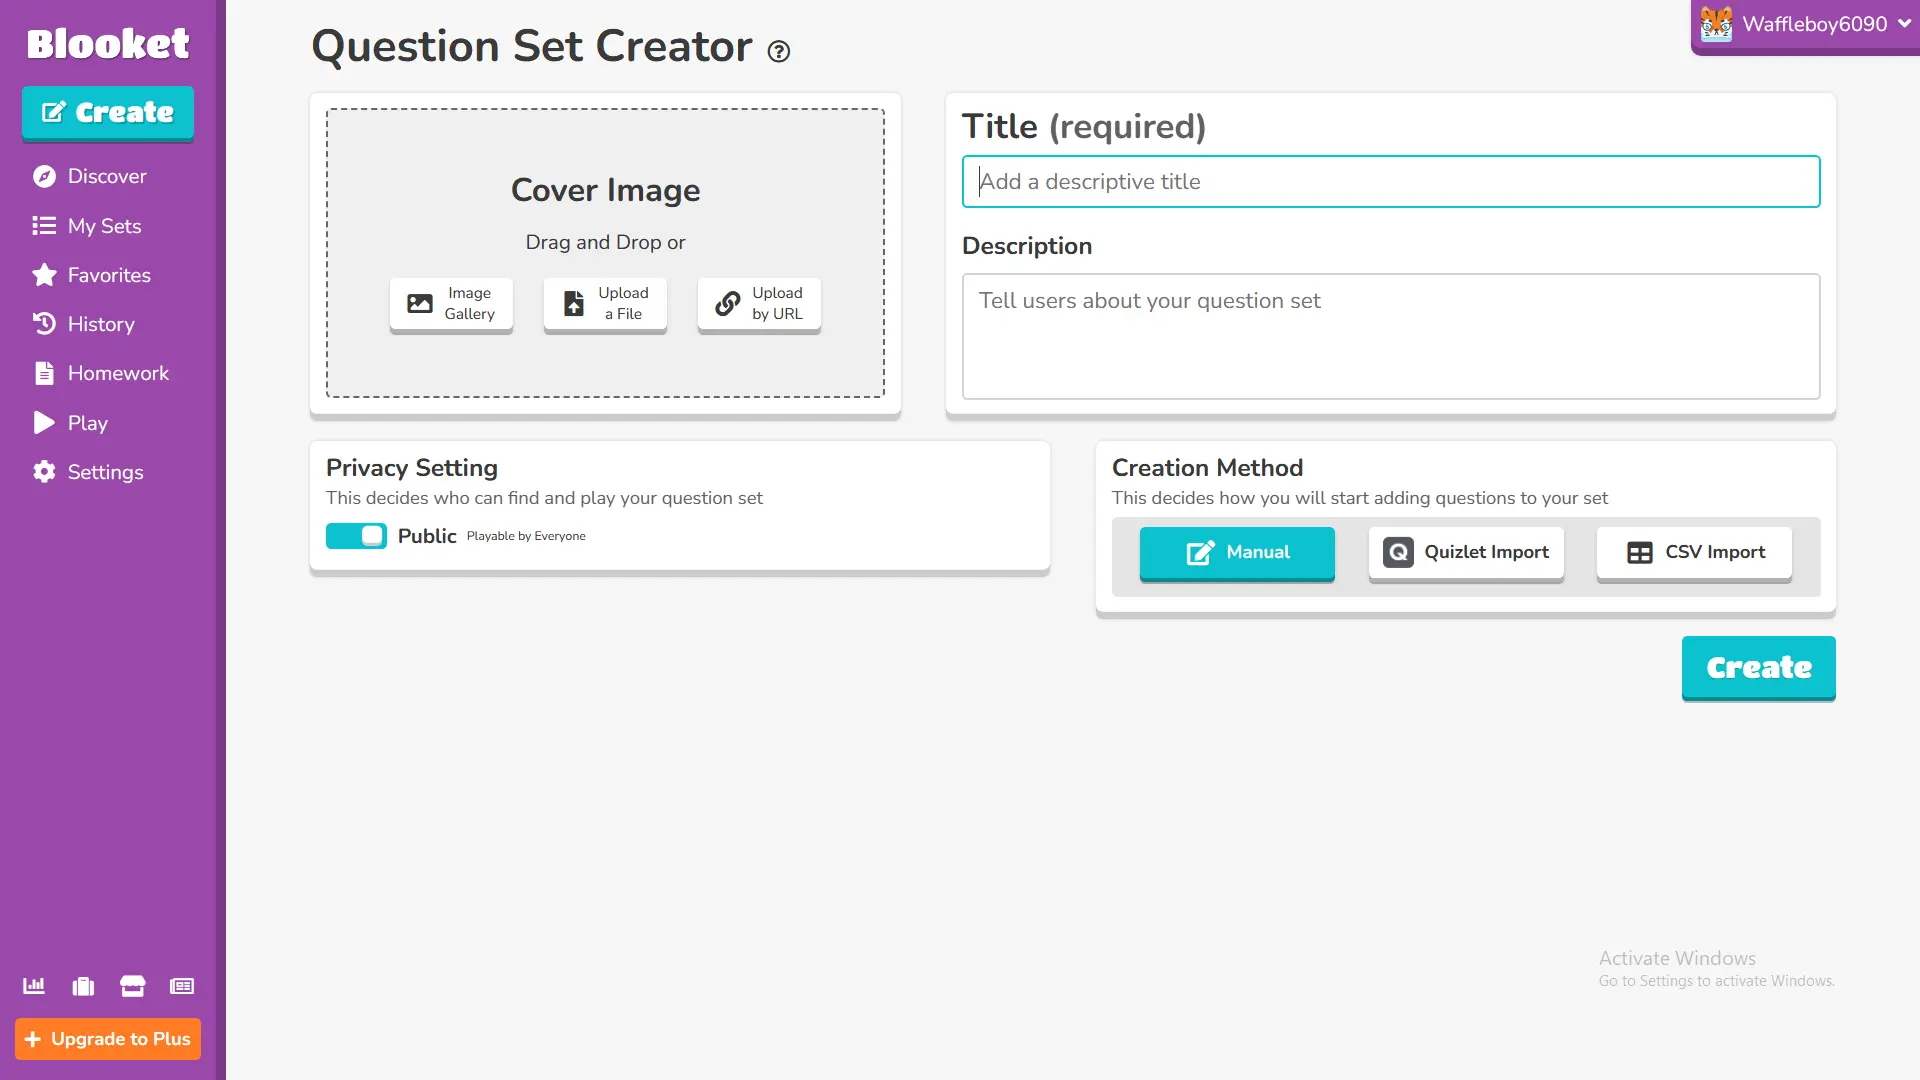 Blooket
Create
Discover
My Sets
Favorites
History
Homework
Play
Settings
Upgrade to Plus
Question Set Creator
Waffleboy6090
Cover Image
Drag and Drop or
Image
Gallery
Upload
a File
Upload
by URL
Title (required)
Add a descriptive title
Description
Tell users about your question set
Privacy Setting
This decides who can find and play your question set
Public Playable by Everyone
Creation Method
This decides how you will start adding questions to your set
Manual
Quizlet Import
CSV Import
Create
Activate Windows
Go to Settings to activate Windows.